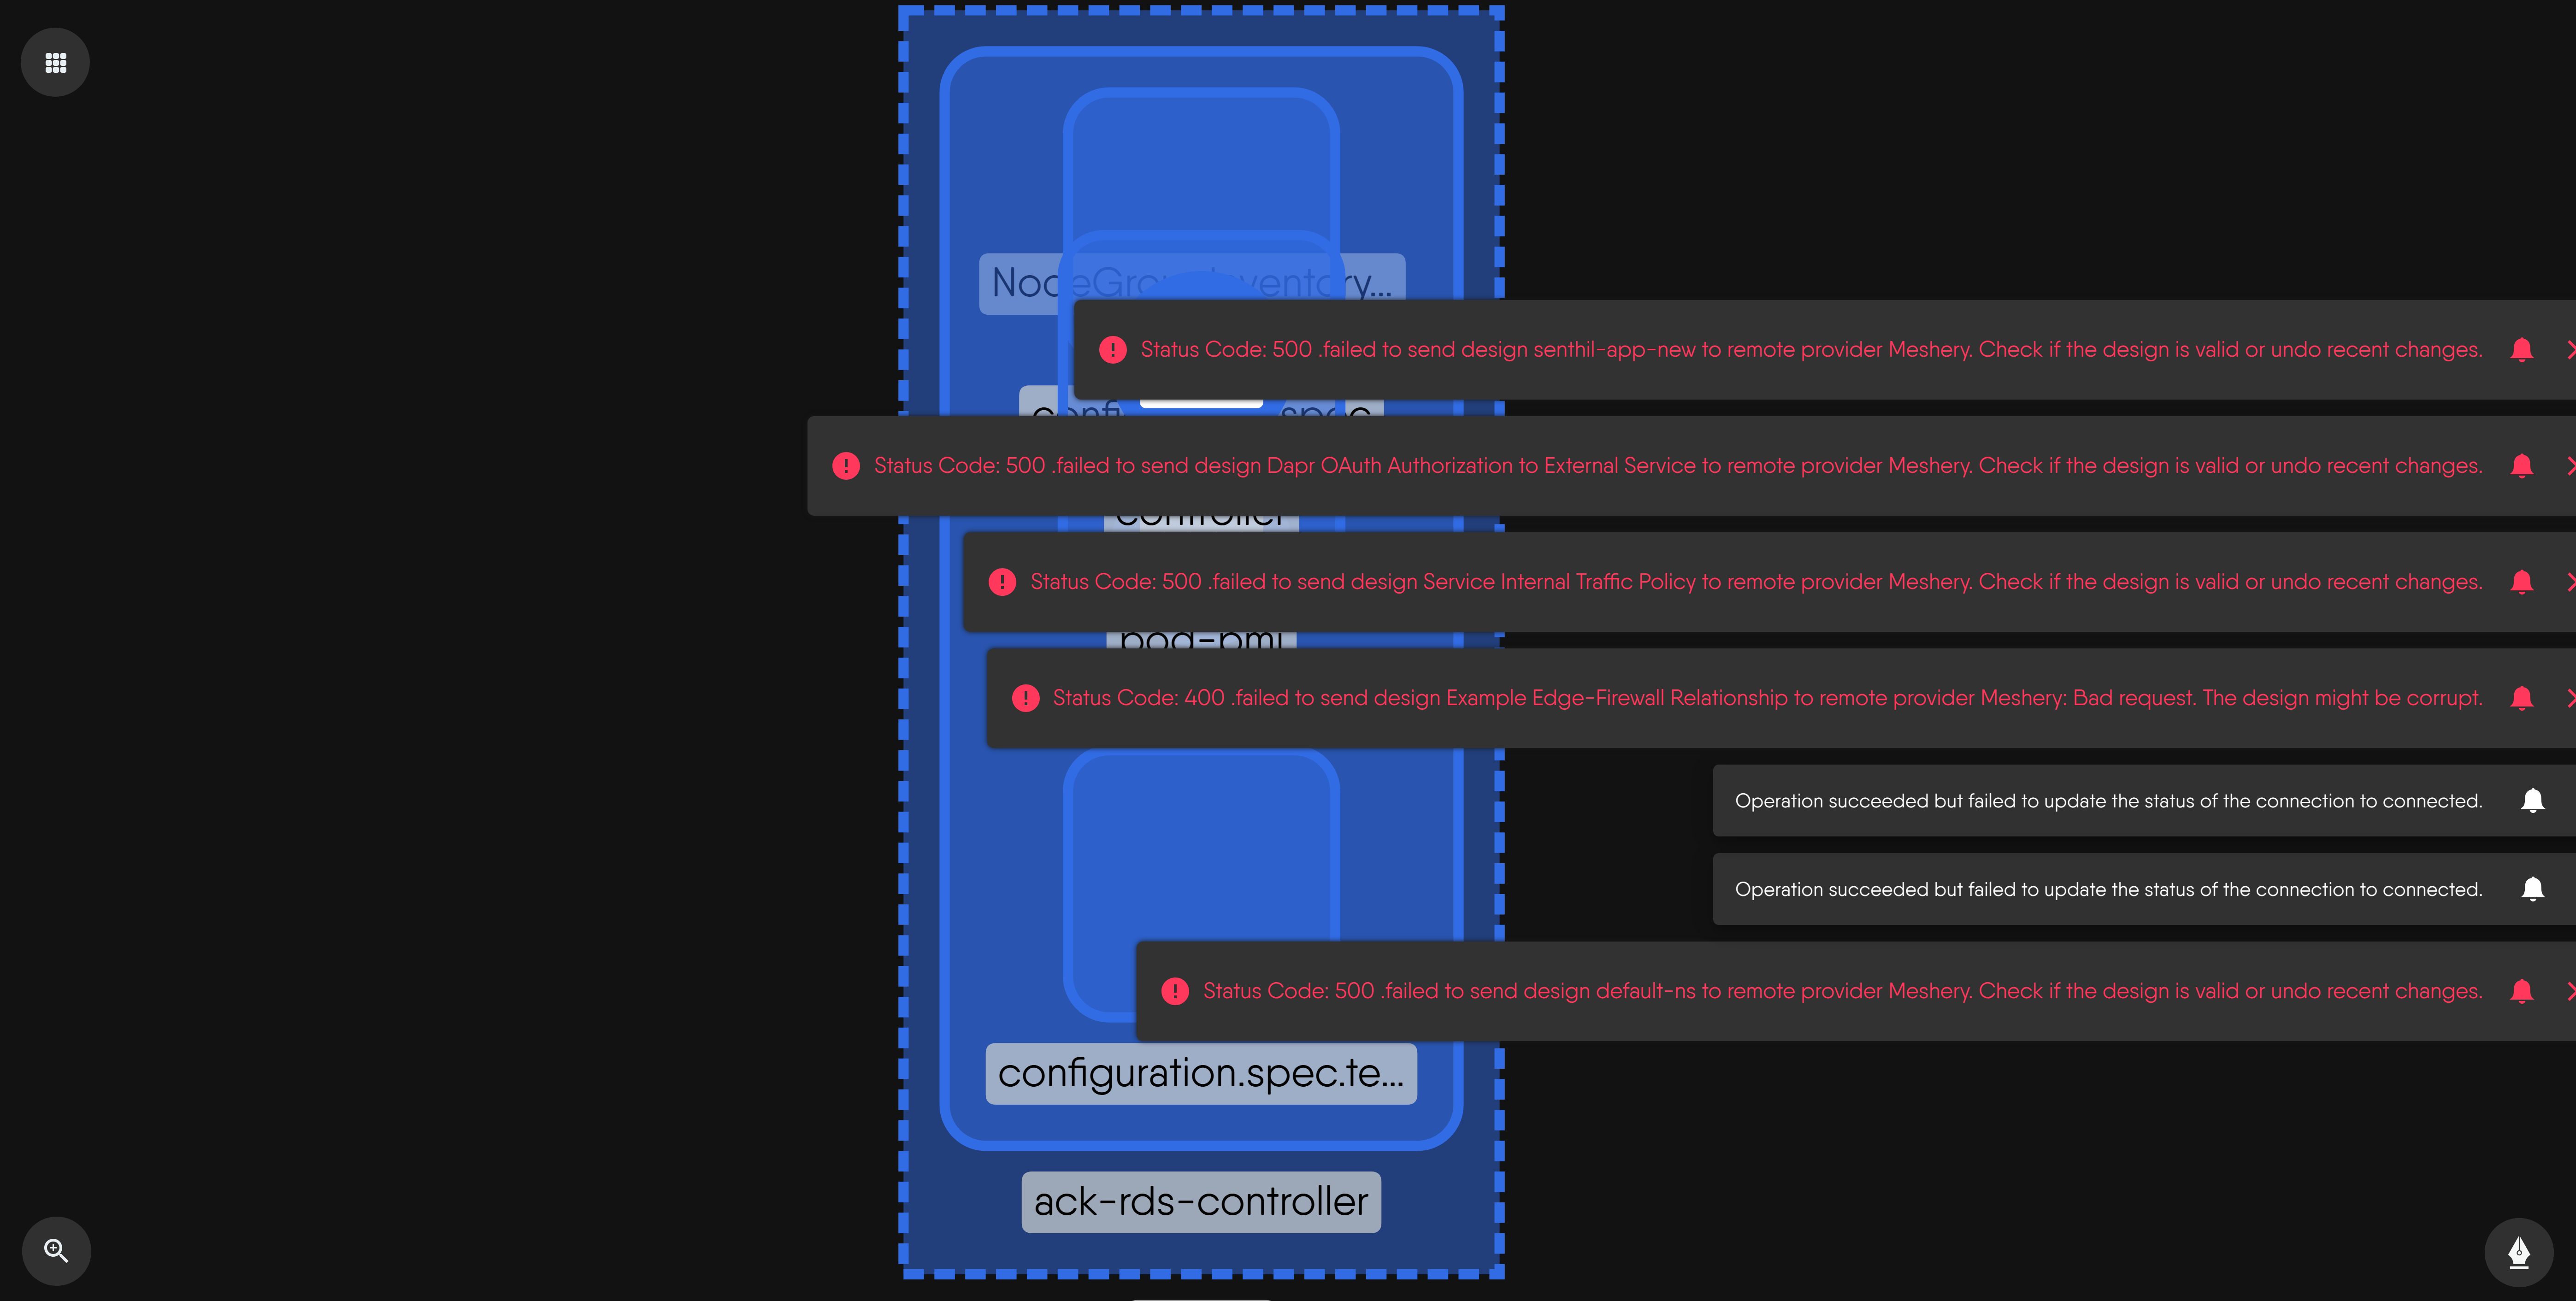 NodeGroupInventory...
Status Code: 500 .failed to send design senthil-app-new to remote provider Meshery. Check if the design is valid or undo recent changes.
Status Code: 500 .failed to send design Dapr OAuth Authorization to External Service to remote provider Meshery. Check if the design is valid or undo recent changes.
controller
Status Code: 500 .failed to send design Service Internal Traffic Policy to remote provider Meshery. Check if the design is valid or undo recent changes.
Status Code: 400 .failed to send design Example Edge-Firewall Relationship to remote provider Meshery: Bad request. The design might be corrupt.
Operation succeeded but failed to update the status of the connection to connected.
Operation succeeded but failed to update the status of the connection to connected.
Status Code: 500 .failed to send design default-ns to remote provider Meshery. Check if the design is valid or undo recent changes.
configuration.spec.te...
ack-rds-controller